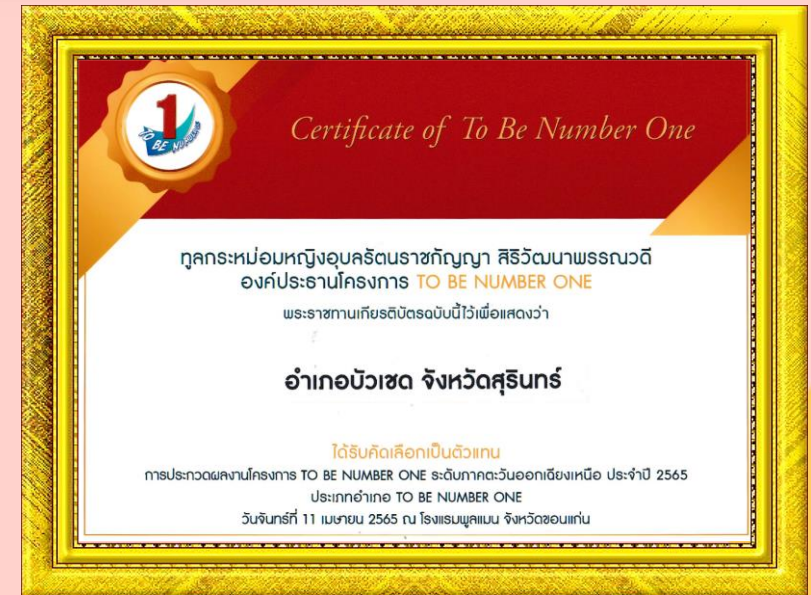 1
TO BE NUMBER
Certificate of To Be Number One
ทูลกระหม่อมหญิงอุบลรัตนราชกัญญา สิริวัฒนาพรรณวดี
องค์ประธานโครงการ TO BE NUMBER ONE
พระราชทานเกียรติบัตรฉบับนี้ไว้เพื่อแสดงว่า
อำเภอบัวเชด จังหวัดสุรินทร์
ได้รับคัดเลือกเป็นตัวแทน
การประกวดผลงานโครงการ TO BE NUMBER ONE ระดับภาคตะวันออกเฉียงเหนือ ประจำปี 2565
ประเภทอำเภอ TO BE NUMBER ONE
วันจันทร์ที่ 11 เมษายน 2565 ณ โรงแรมพูลแมน จังหวัดขอนแก่น